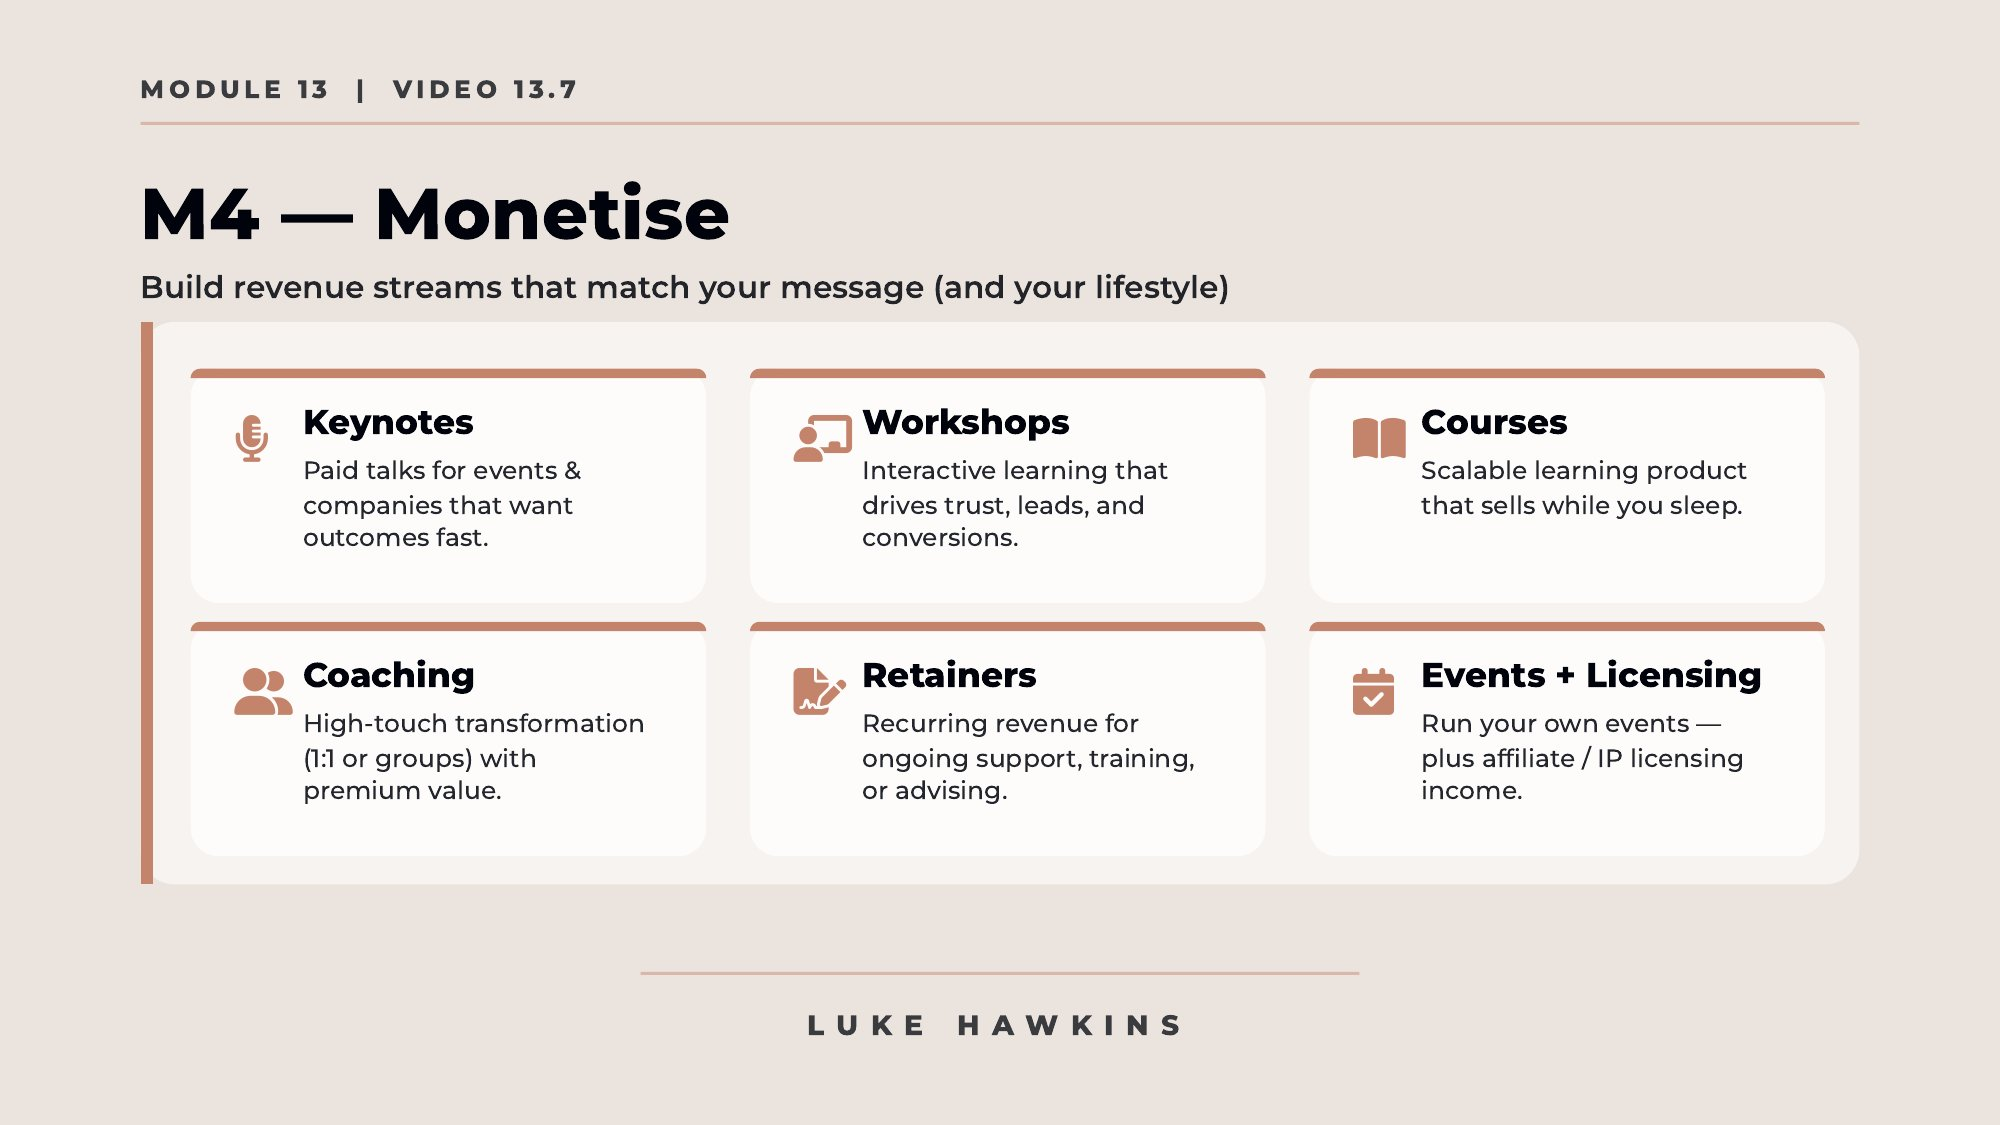 MODULE 13 | VIDEO 13.7
M4 — Monetise
Build revenue streams that match your message (and your lifestyle)
Keynotes
Paid talks for events &
companies that want
outcomes fast.
Workshops
Interactive learning that
drives trust, leads, and
conversions.
Courses
Scalable learning product
that sells while you sleep.
Coaching
High-touch transformation
(1:1 or groups) with
premium value.
Retainers
Recurring revenue for
ongoing support, training,
or advising.
Events + Licensing
Run your own events —
plus affiliate / IP licensing
income.
LUKE HAWKINS